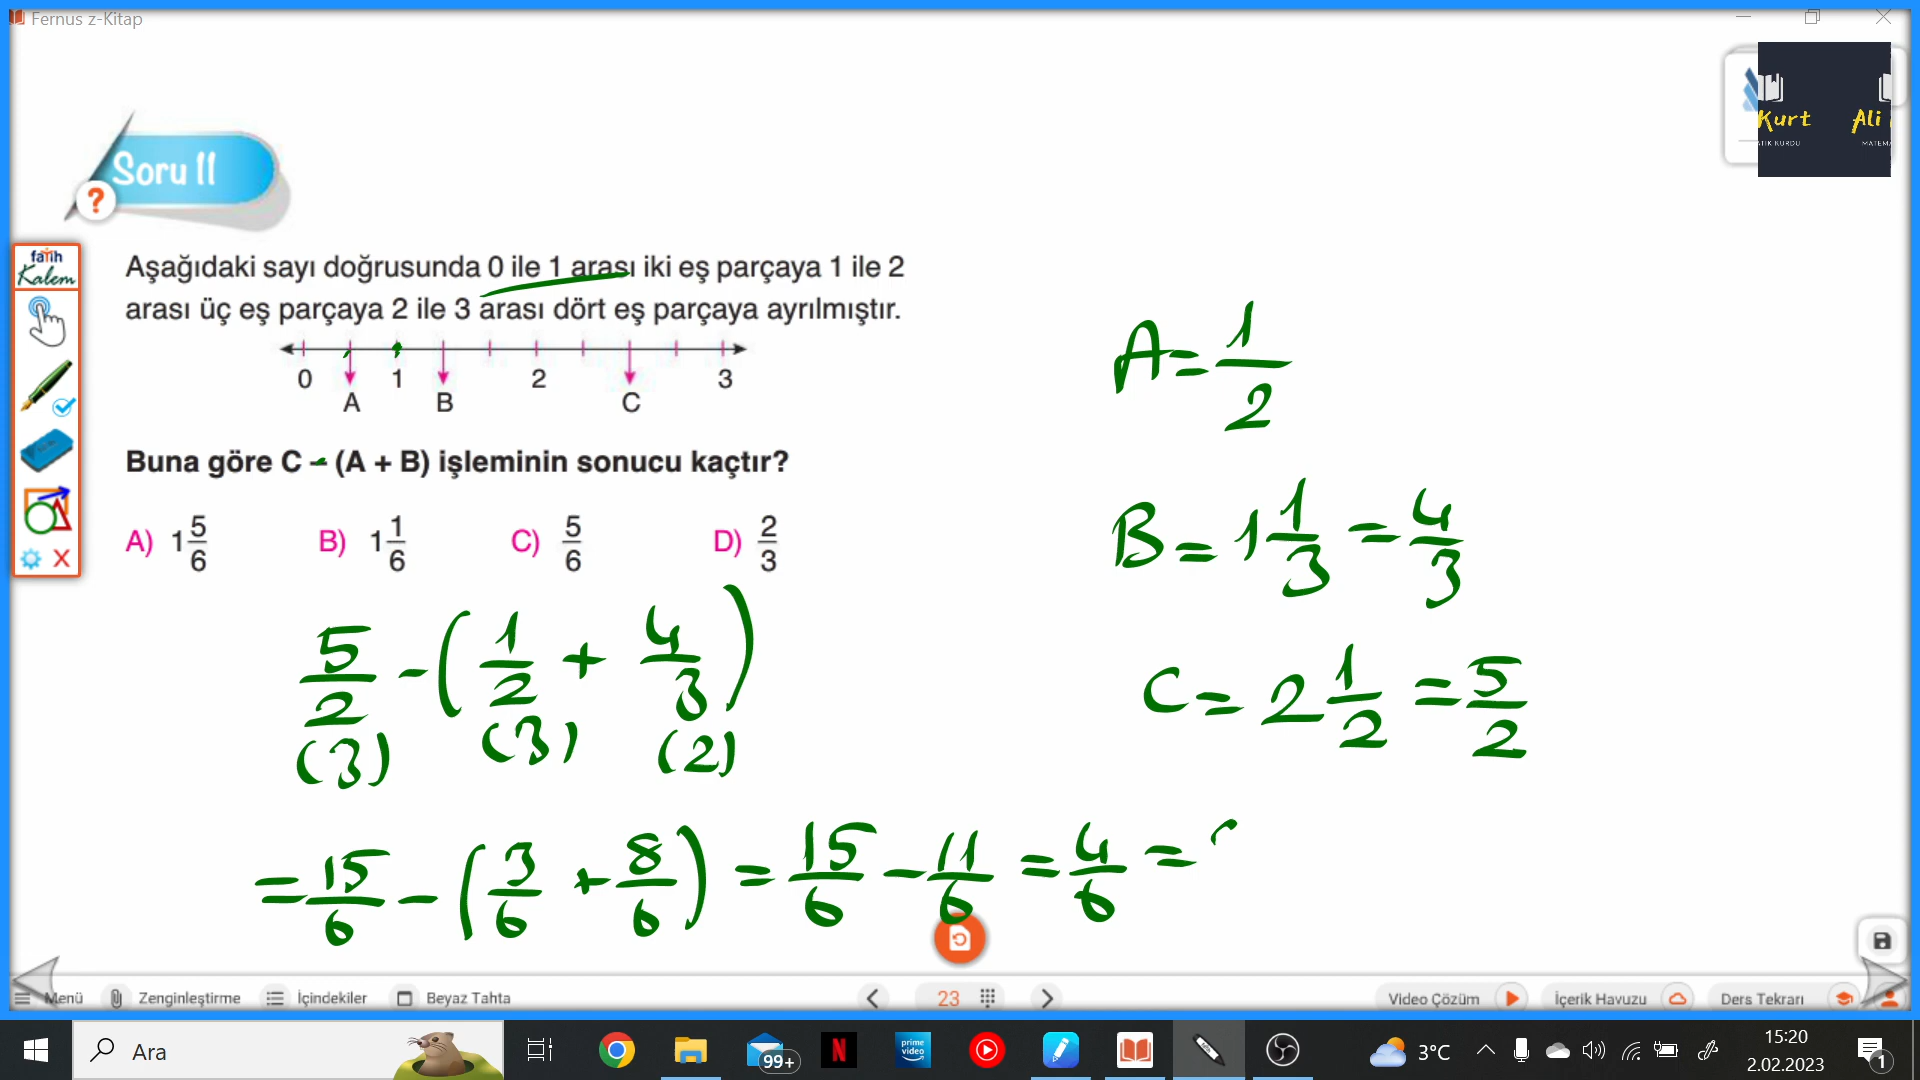 Fernus z-Kitap
Kurt Ali
MATEMA
Soru 11
?
fatih
Kalem
Aşağıdaki sayı doğrusunda 0 ile 1 arası iki eş parçaya 1 ile 2
arası üç eş parçaya 2 ile 3 arası dört eş parçaya ayrılmıştır.
0 1 2 3
A B C
Buna göre C - (A + B) işleminin sonucu kaçtır?
A) 1 5/6 B) 1 1/6 C) 5/6 D) 2/3
A = 1/2
B = 1 1/3 = 4/3
C = 2 1/2 = 5/2
5/2 - (1/2 + 4/3)
(3) (3) (2)
= 15/6 - (3/6 + 8/6) = 15/6 - 11/6 = 4/6 =
Menü Zenginleştirme İçindekiler Beyaz Tahta 23 Video Çözüm İçerik Havuzu Ders Tekrarı
Ara
99+
N
prime
video
3°C
15:20
2.02.2023
1